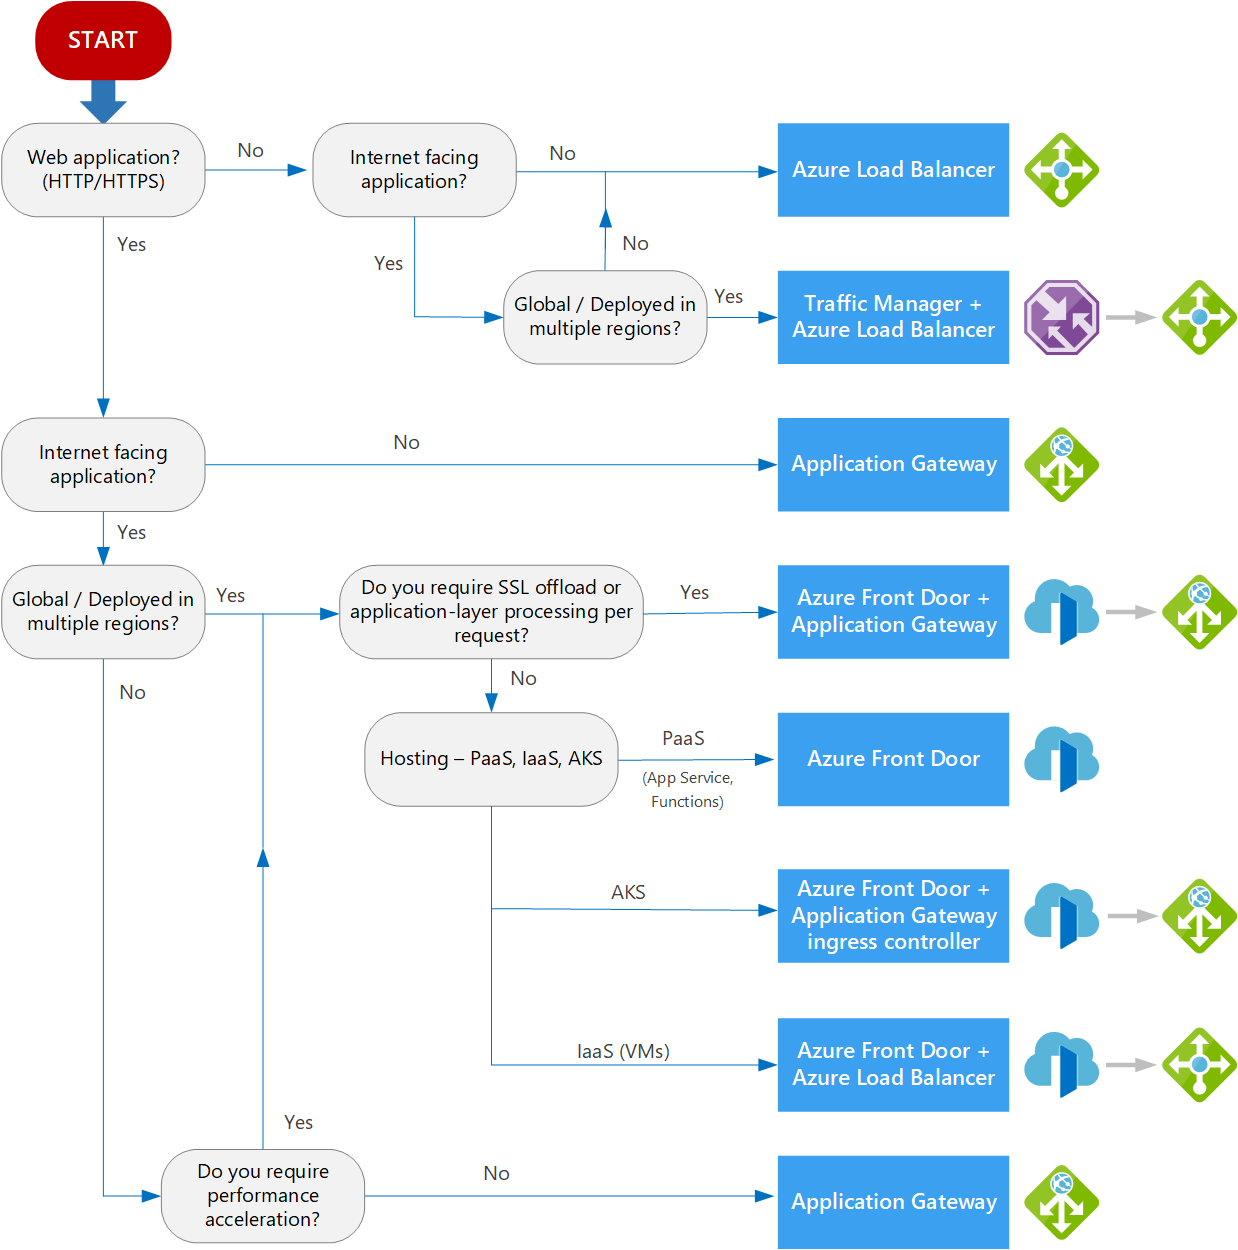 START
Web application?
(HTTP/HTTPS)
No
Internet facing
application?
No
Azure Load Balancer
Yes
Yes
No
Global / Deployed in
multiple regions?
Yes
Traffic Manager +
Azure Load Balancer
Internet facing
application?
No
Application Gateway
Yes
Global / Deployed in
multiple regions?
Yes
Do you require SSL offload or
application-layer processing per
request?
Yes
Azure Front Door +
Application Gateway
No
No
Hosting – PaaS, IaaS, AKS
PaaS
(App Service,
Functions)
Azure Front Door
AKS
Azure Front Door +
Application Gateway
ingress controller
IaaS (VMs)
Azure Front Door +
Azure Load Balancer
Yes
Do you require
performance
acceleration?
No
Application Gateway